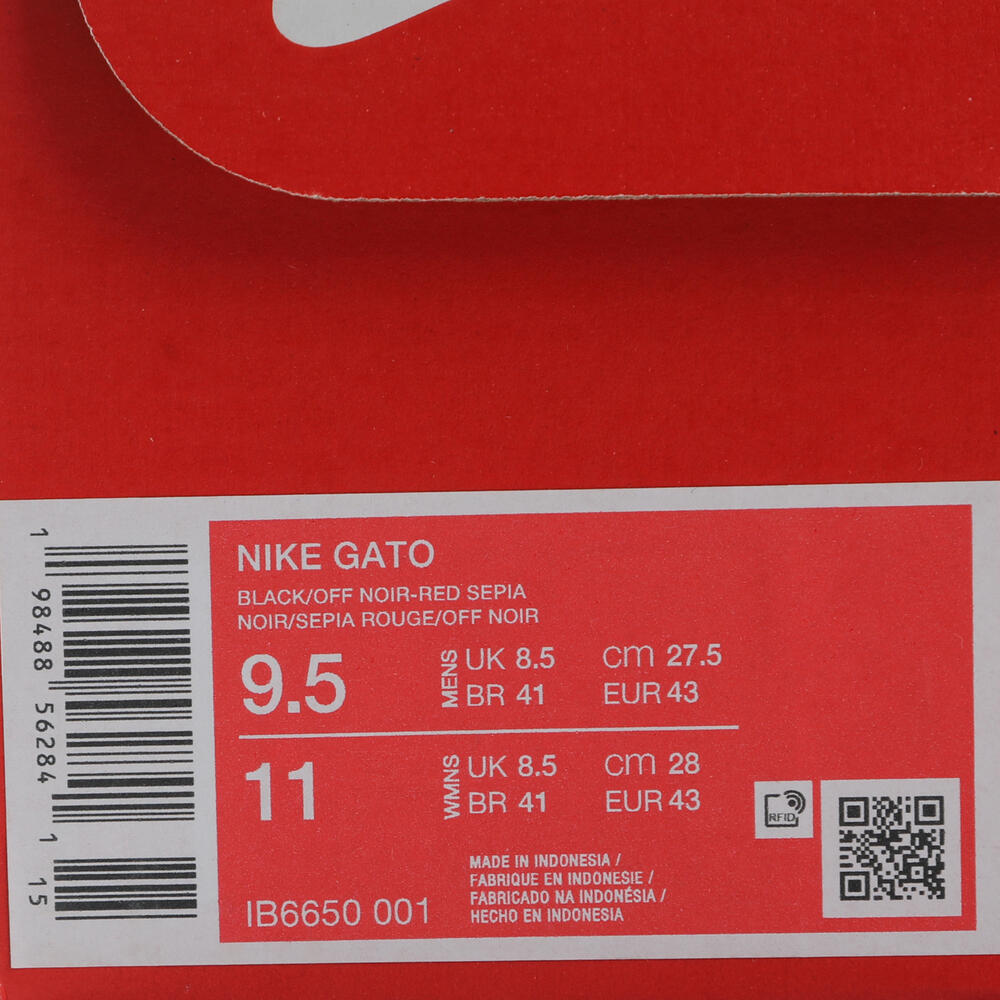 NIKE GATO
BLACK/OFF NOIR-RED SEPIA
NOIR/SEPIA ROUGE/OFF NOIR
9.5 MENS UK 8.5 cm 27.5
BR 41 EUR 43
11 WMNS UK 8.5 cm 28
BR 41 EUR 43
RFID
MADE IN INDONESIA /
FABRIQUE EN INDONESIE /
FABRICADO NA INDONÉSIA /
HECHO EN INDONESIA
IB6650 001
1 98488 56284 1 15